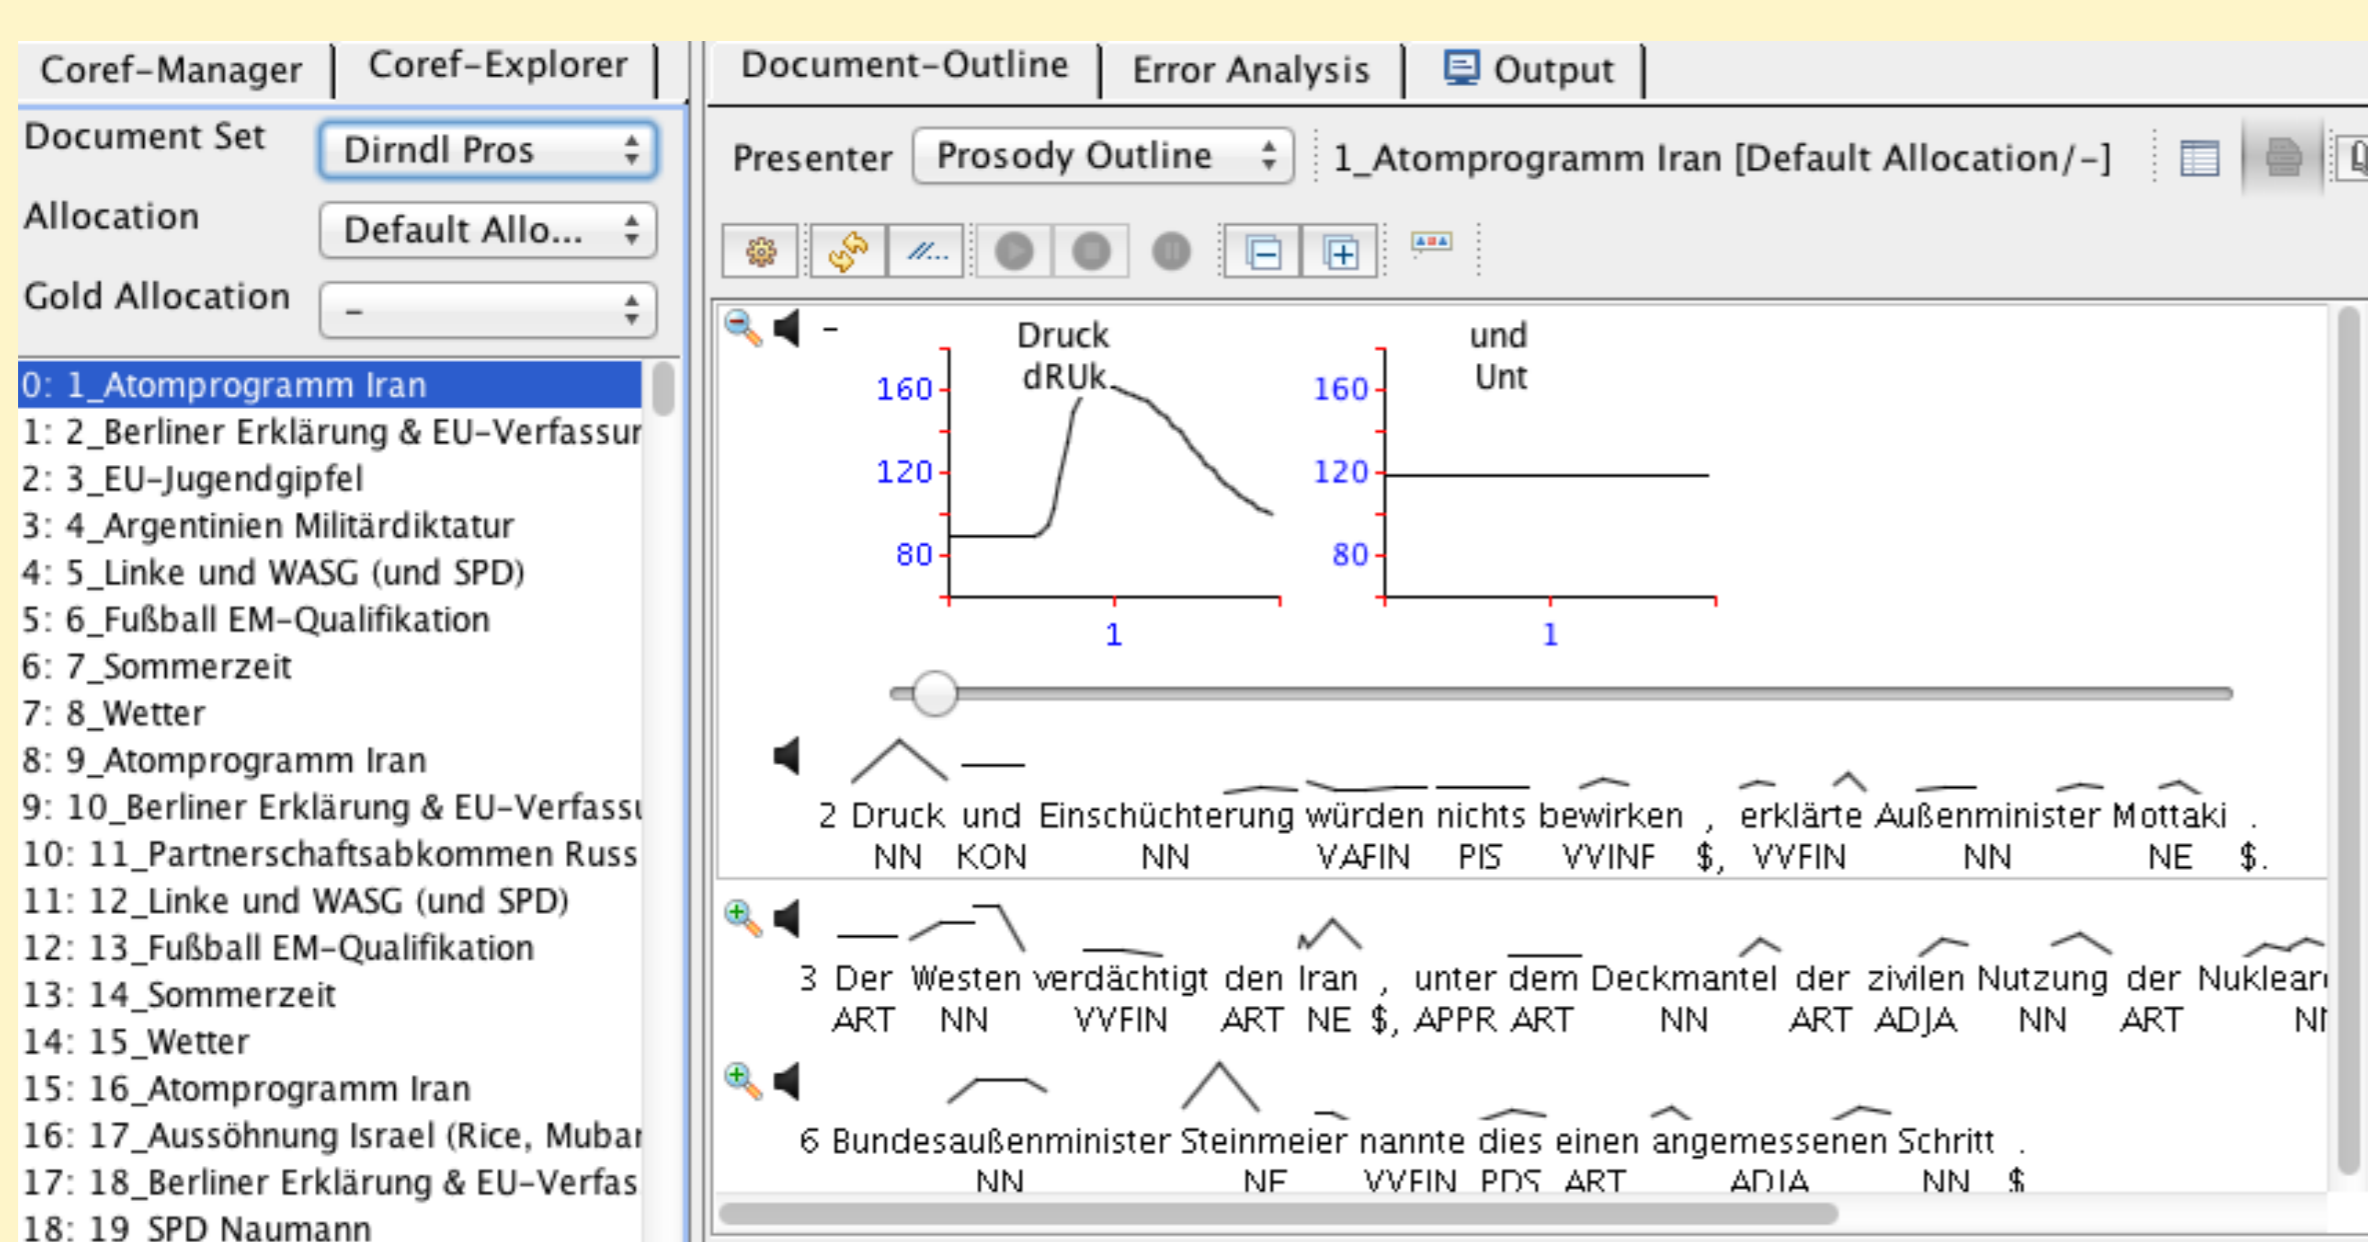 Coref-Manager Coref-Explorer
Document Set Dirndl Pros
Allocation Default Allo...
Gold Allocation -
0: 1_Atomprogramm Iran
1: 2_Berliner Erklärung & EU-Verfassur
2: 3_EU-Jugendgipfel
3: 4_Argentinien Militärdiktatur
4: 5_Linke und WASG (und SPD)
5: 6_Fußball EM-Qualifikation
6: 7_Sommerzeit
7: 8_Wetter
8: 9_Atomprogramm Iran
9: 10_Berliner Erklärung & EU-Verfassu
10: 11_Partnerschaftsabkommen Russ
11: 12_Linke und WASG (und SPD)
12: 13_Fußball EM-Qualifikation
13: 14_Sommerzeit
14: 15_Wetter
15: 16_Atomprogramm Iran
16: 17_Aussöhnung Israel (Rice, Mubar
17: 18_Berliner Erklärung & EU-Verfas
18: 19_SPD Naumann
Document-Outline Error Analysis Output
Presenter Prosody Outline 1_Atomprogramm Iran [Default Allocation/-]
- Druck und
dRUk Unt
160 160
120 120
80 80
1 1
2 Druck und Einschüchterung würden nichts bewirken , erklärte Außenminister Mottaki .
NN KON NN VAFIN PIS VVINF $, VVFIN NN NE $.
3 Der Westen verdächtigt den Iran , unter dem Deckmantel der zivilen Nutzung der Nuklear
ART NN VVFIN ART NE $, APPR ART NN ART ADJA NN ART NN
6 Bundesaußenminister Steinmeier nannte dies einen angemessenen Schritt .
NN NE VVFIN PDS ART ADJA NN $